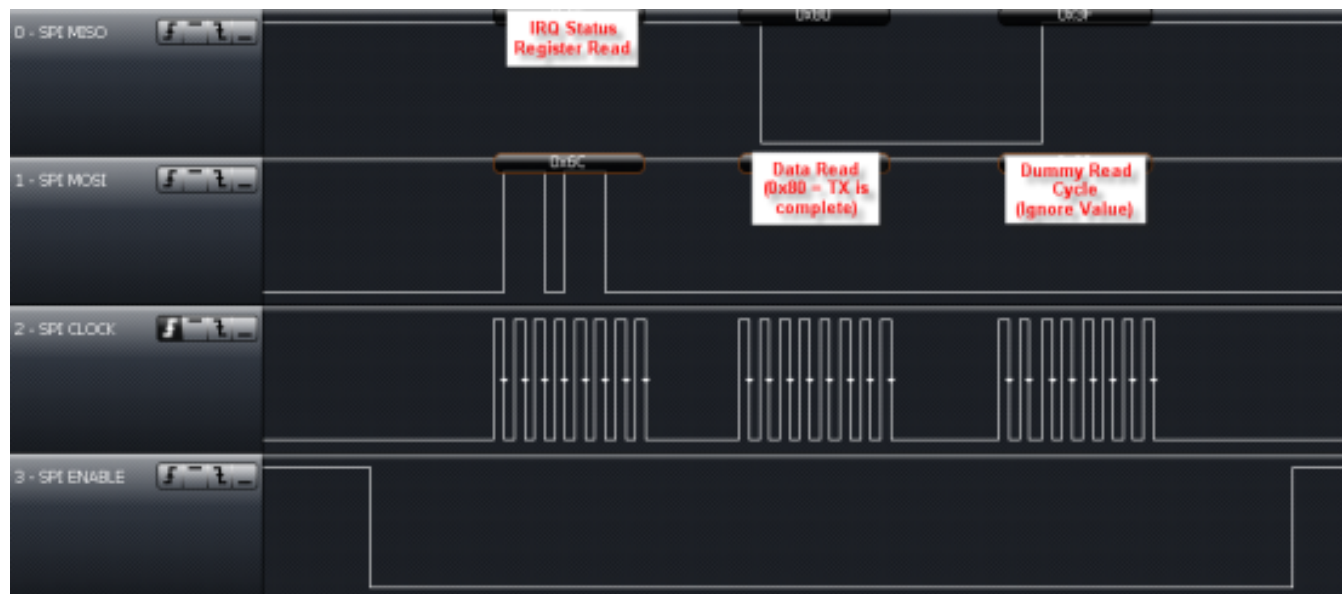 0 - SPI MISO
IRQ Status
Register Read
0x80
0x3F
1 - SPI MOSI
0x6C
Data Read
(0x80 = TX is
complete)
Dummy Read
Cycle
(Ignore Value)
2 - SPI CLOCK
3 - SPI ENABLE